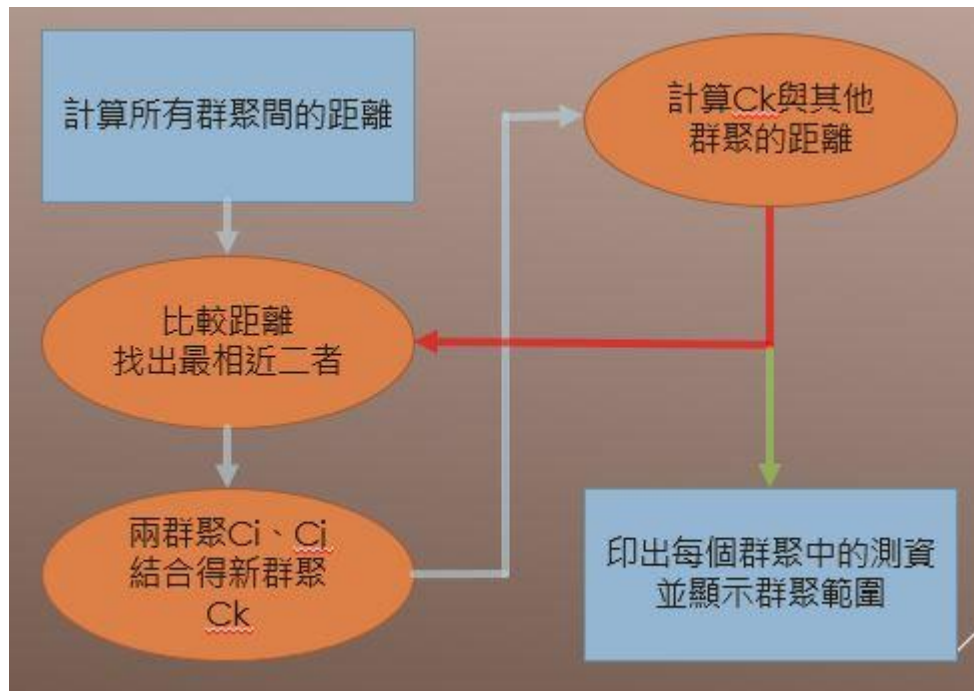 計算所有群聚間的距離
比較距離
找出最相近二者
兩群聚Ci、Cj
結合得新群聚
Ck
計算Ck與其他
群聚的距離
印出每個群聚中的測資
並顯示群聚範圍